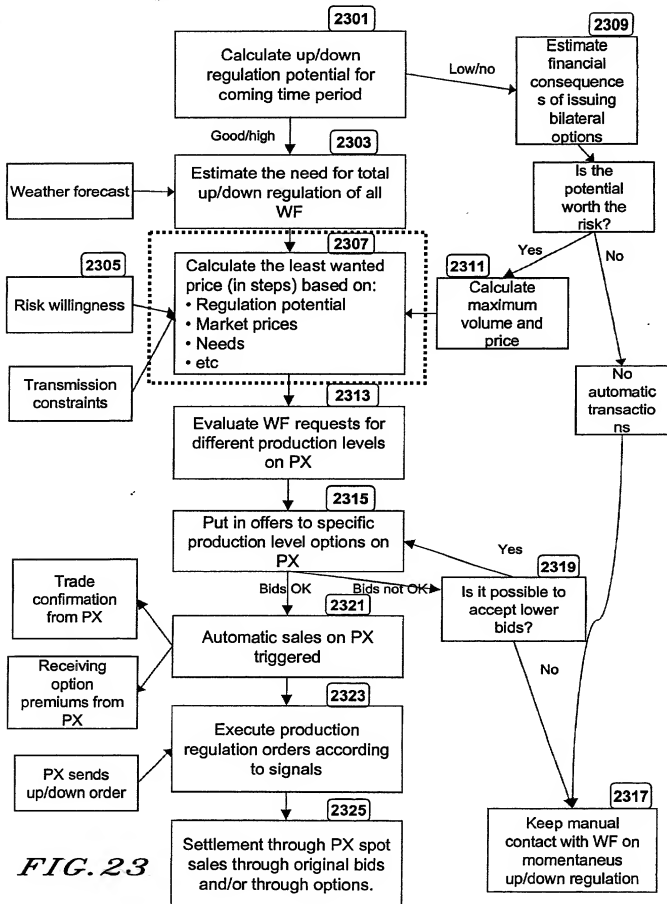 2301
Calculate up/down
regulation potential for
coming time period
Low/no
2309
Estimate
financial
consequence
s of issuing
bilateral
options
Good/high
2303
Weather forecast
Estimate the need for total
up/down regulation of all
WF
Is the
potential
worth the
risk?
Yes
No
2305
Risk willingness
Transmission
constraints
2307
Calculate the least wanted
price (in steps) based on:
• Regulation potential
• Market prices
• Needs
• etc
2311
Calculate
maximum
volume and
price
No
automatic
transactio
ns
2313
Evaluate WF requests for
different production levels
on PX
2315
Put in offers to specific
production level options on
PX
Yes
2319
Is it possible to
accept lower
bids?
No
Bids OK
Bids not OK
2321
Automatic sales on PX
triggered
Trade
confirmation
from PX
Receiving
option
premiums from
PX
2323
Execute production
regulation orders according
to signals
PX sends
up/down order
2325
Settlement through PX spot
sales through original bids
and/or through options.
2317
Keep manual
contact with WF on
momentaneus
up/down regulation
FIG. 23